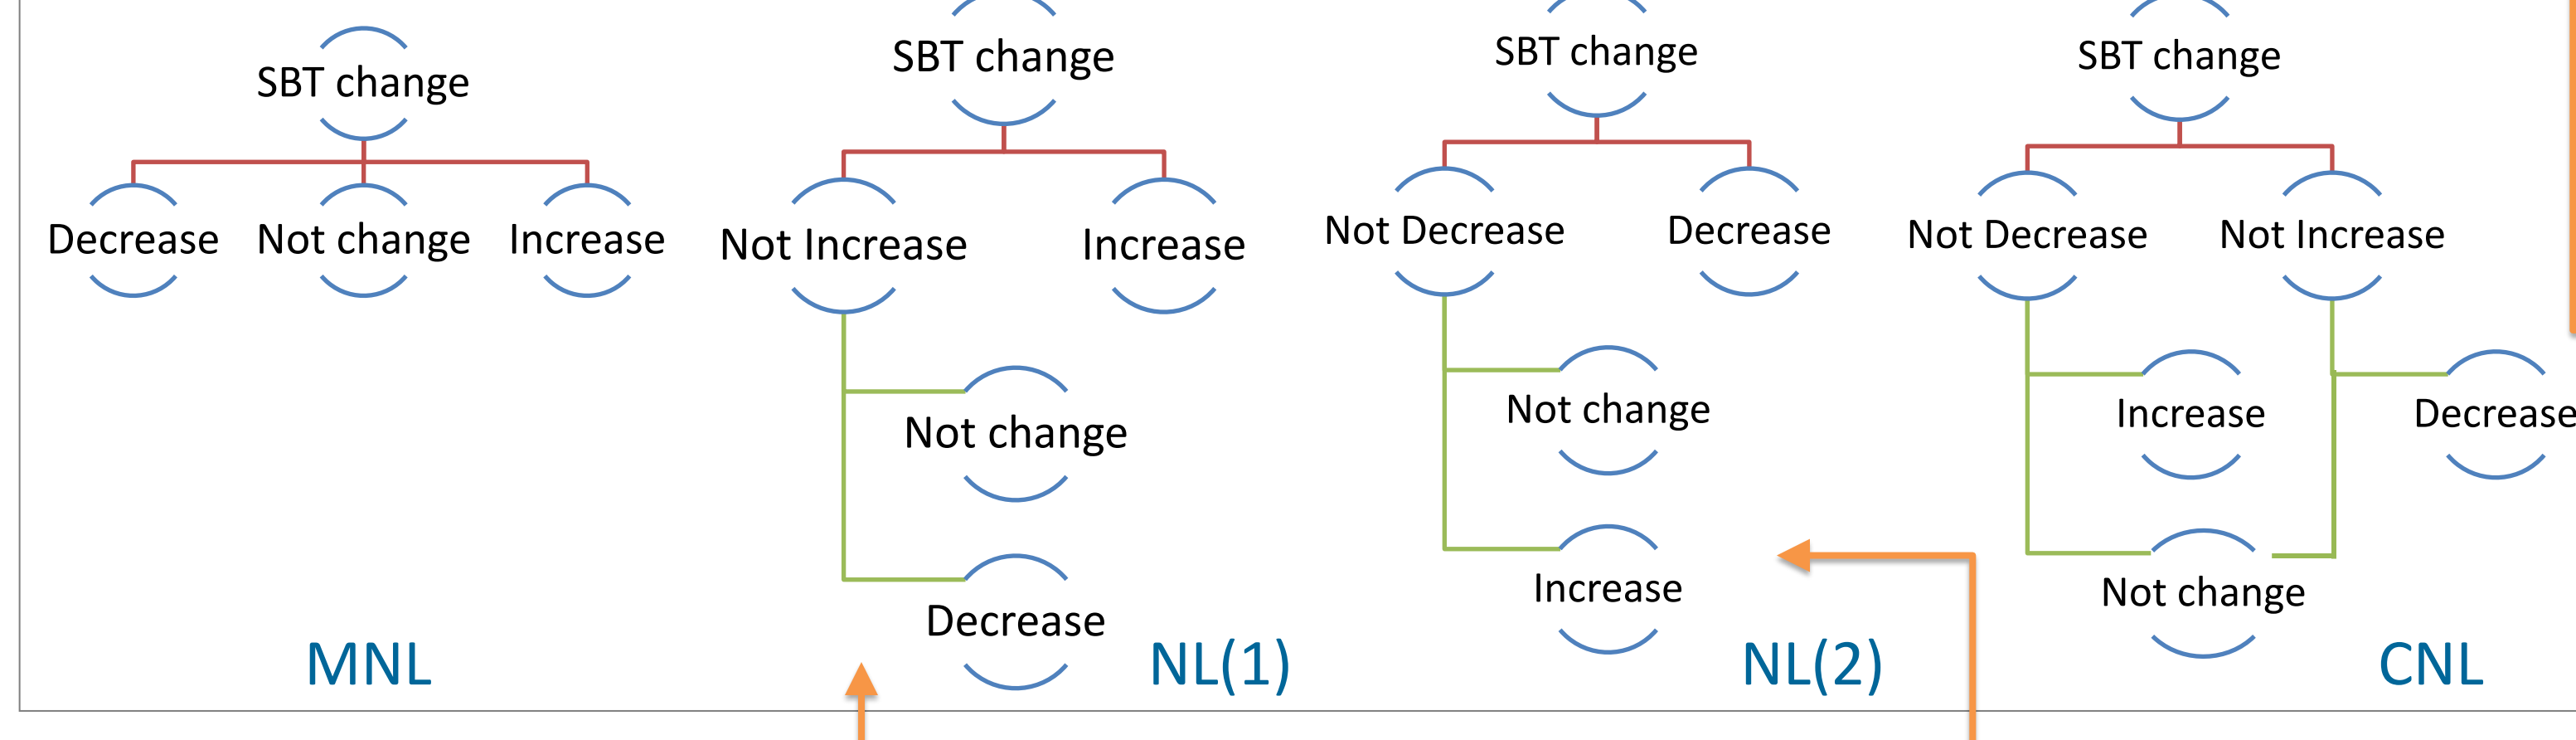 SBT change
Decrease
Not change
Increase
MNL
SBT change
Not Increase
Increase
Not change
Decrease
NL(1)
SBT change
Not Decrease
Decrease
Not change
Increase
NL(2)
SBT change
Not Decrease
Not Increase
Increase
Decrease
Not change
CNL